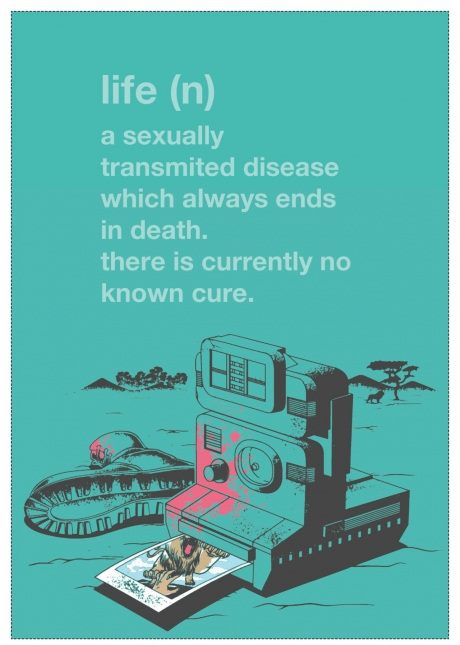 life (n)
a sexually
transmited disease
which always ends
in death.
there is currently no
known cure.